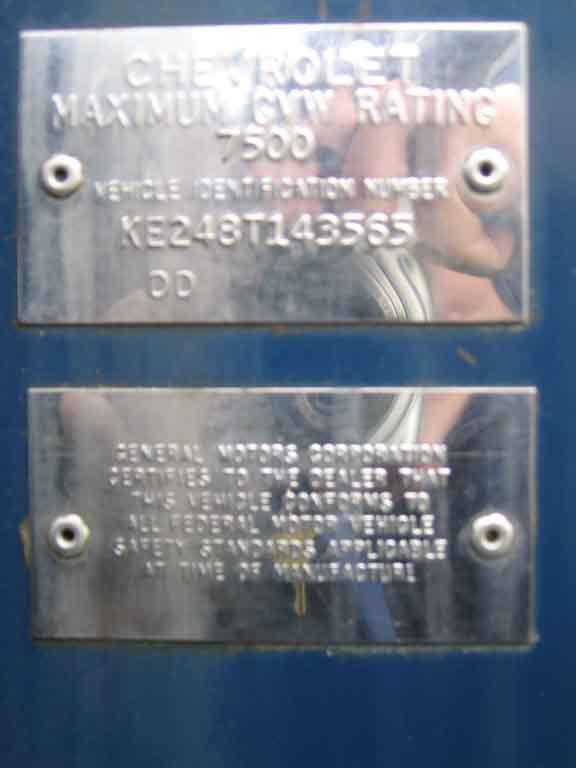 CHEVROLET
MAXIMUM GVW RATING
7500
VEHICLE IDENTIFICATION NUMBER
KE248T143565
DD
GENERAL MOTORS CORPORATION
CERTIFIES TO THE DEALER THAT
THIS VEHICLE CONFORMS TO
ALL FEDERAL MOTOR VEHICLE
SAFETY STANDARDS APPLICABLE
AT TIME OF MANUFACTURE